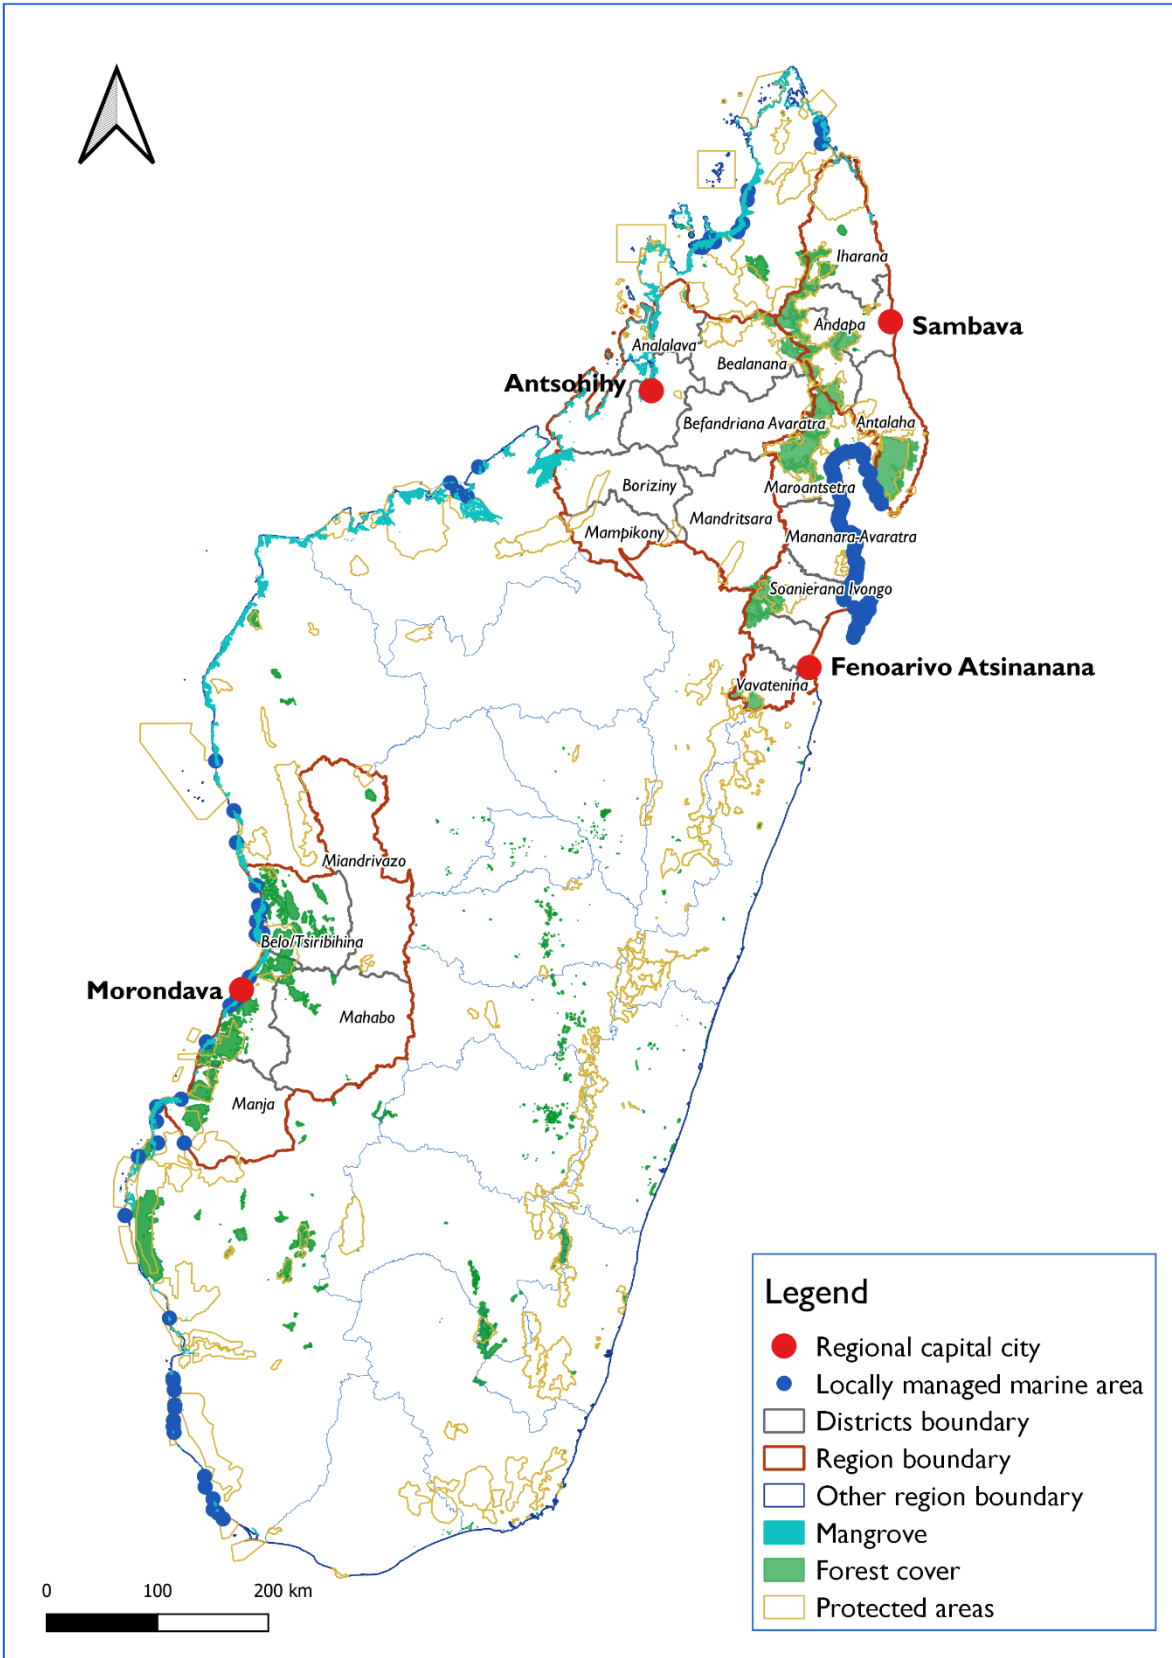 Iharana
Sambava
Andapa
Analalava
Bealanana
Antsohihy
Befandriana Avaratra
Antalaha
Boriziny
Maroantsetra
Mandritsara
Mampikony
Mananara-Avaratra
Soanierana Ivongo
Fenoarivo Atsinanana
Vavatenina
Miandrivazo
Belo/Tsiribihina
Morondava
Mahabo
Manja
Legend
Regional capital city
Locally managed marine area
Districts boundary
Region boundary
Other region boundary
Mangrove
Forest cover
Protected areas
0 100 200 km